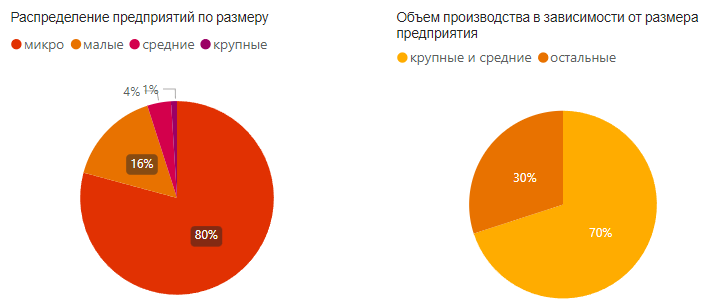 Распределение предприятий по размеру
микро малые средние крупные
4%
1%
16%
80%
Объем производства в зависимости от размера
предприятия
крупные и средние остальные
30%
70%